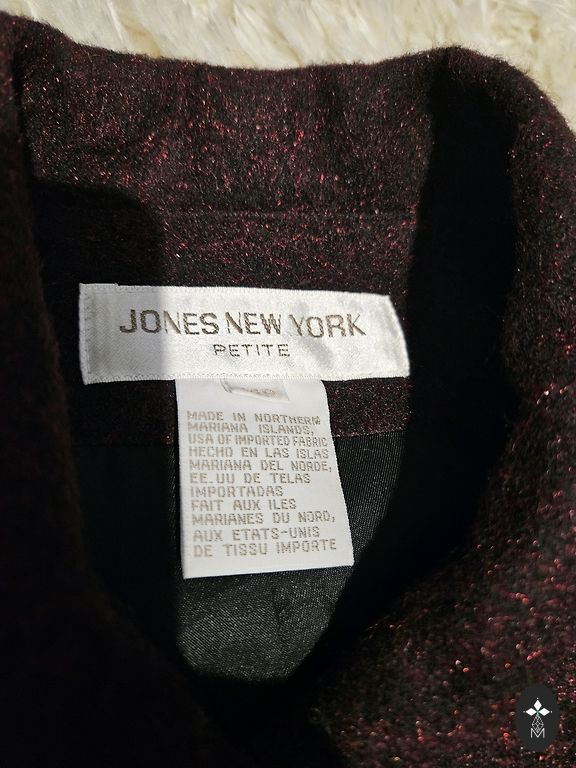 JONES NEW YORK
PETITE
MADE IN NORTHERN
MARIANA ISLANDS,
USA OF IMPORTED FABRIC
HECHO EN LAS ISLAS
MARIANA DEL NORDE,
EE.UU DE TELAS
IMPORTADAS
FAIT AUX ILES
MARIANES DU NORD,
AUX ETATS-UNIS
DE TISSU IMPORTE
M